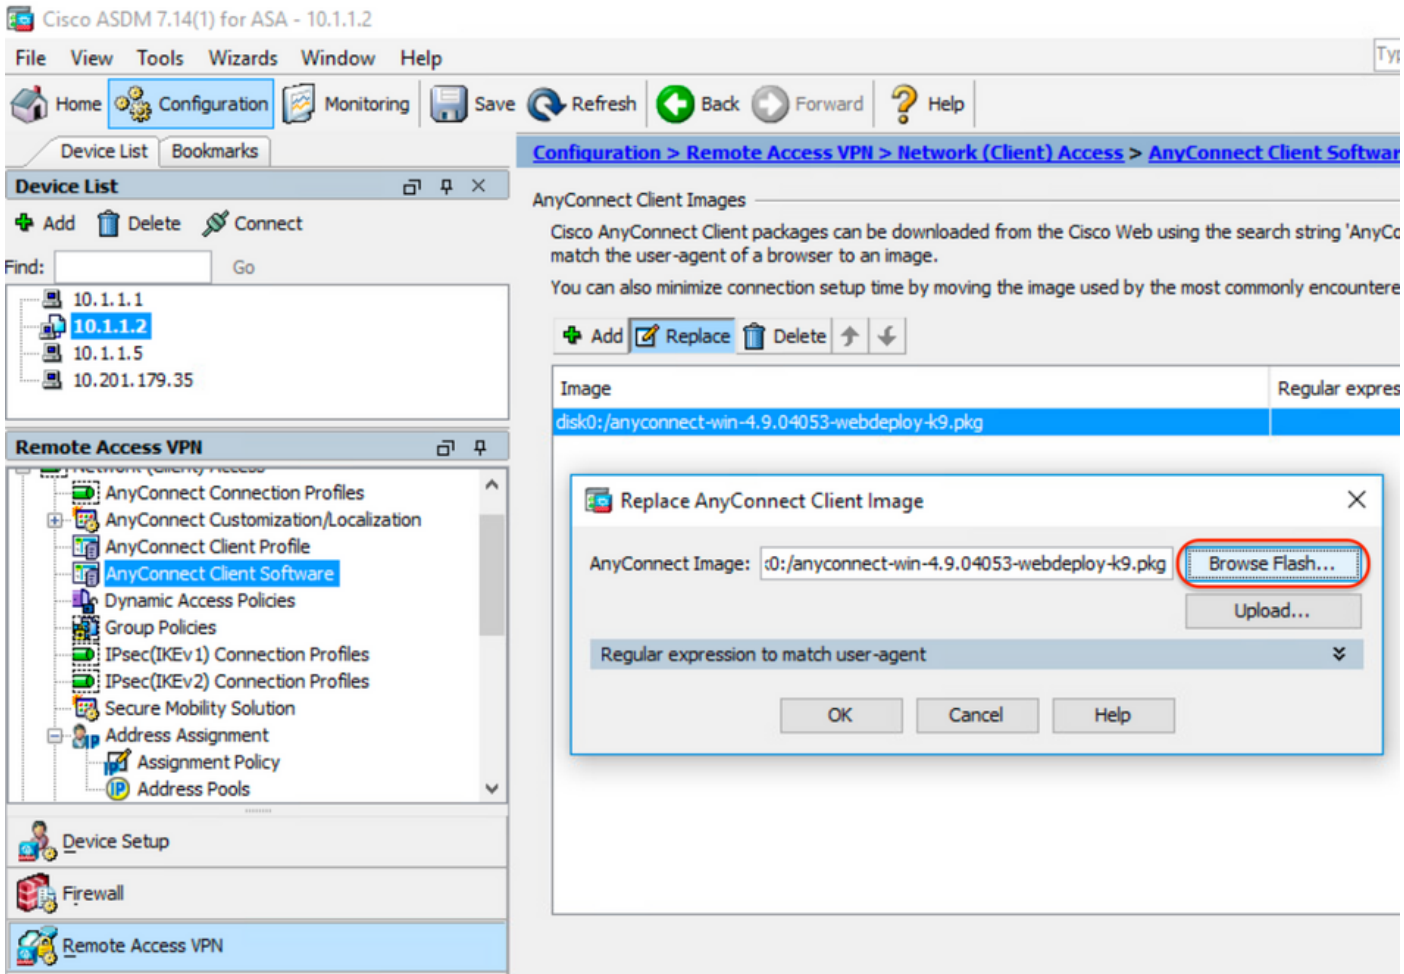 Cisco ASDM 7.14(1) for ASA - 10.1.1.2
File View Tools Wizards Window Help
Home Configuration Monitoring Save Refresh Back Forward Help
Device List Bookmarks
Configuration > Remote Access VPN > Network (Client) Access > AnyConnect Client Softwar
Device List
Add Delete Connect
Find: Go
10.1.1.1
10.1.1.2
10.1.1.5
10.201.179.35
AnyConnect Client Images
Cisco AnyConnect Client packages can be downloaded from the Cisco Web using the search string 'AnyCo
match the user-agent of a browser to an image.
You can also minimize connection setup time by moving the image used by the most commonly encountere
Add Replace Delete
Image Regular expres
disk0:/anyconnect-win-4.9.04053-webdeploy-k9.pkg
Remote Access VPN
Network (Client) Access
AnyConnect Connection Profiles
AnyConnect Customization/Localization
AnyConnect Client Profile
AnyConnect Client Software
Dynamic Access Policies
Group Policies
IPsec(IKEv1) Connection Profiles
IPsec(IKEv2) Connection Profiles
Secure Mobility Solution
Address Assignment
Assignment Policy
Address Pools
Device Setup
Firewall
Remote Access VPN
Replace AnyConnect Client Image
AnyConnect Image: :0:/anyconnect-win-4.9.04053-webdeploy-k9.pkg Browse Flash...
Upload...
Regular expression to match user-agent
OK Cancel Help